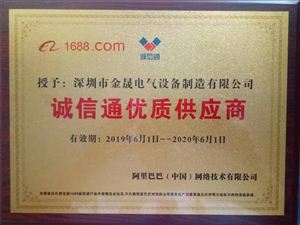 1688.com 诚信通
授予：深圳市金晟电气设备制造有限公司
诚信通优质供应商
有效期：2019年6月1日—2020年6月1日
阿里巴巴（中国）网络技术有限公司